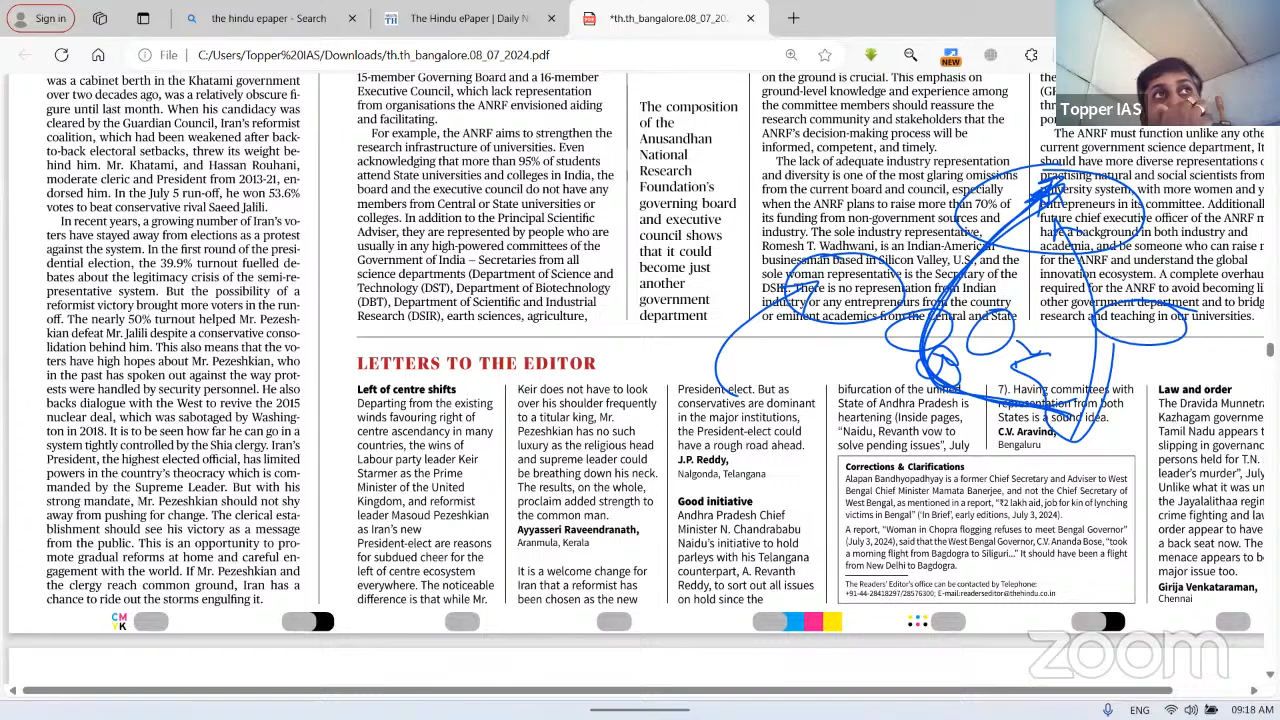 Sign in
the hindu epaper - Search
The Hindu ePaper | Daily N
*th.th_bangalore.08_07_202
File
C:/Users/Topper%20IAS/Downloads/th.th_bangalore.08_07_2024.pdf
NEW
Topper IAS
was a cabinet berth in the Khatami government
over two decades ago, was a relatively obscure fi-
gure until last month. When his candidacy was
cleared by the Guardian Council, Iran's reformist
coalition, which had been weakened after back-
to-back electoral setbacks, threw its weight be-
hind him. Mr. Khatami, and Hassan Rouhani,
moderate cleric and President from 2013-21, en-
dorsed him. In the July 5 run-off, he won 53.6%
votes to beat conservative rival Saeed Jalili.
In recent years, a growing number of Iran's vo-
ters have stayed away from elections as a protest
against the system. In the first round of the presi-
dential election, the 39.9% turnout fuelled de-
bates about the legitimacy crisis of the semi-re-
presentative system. But the possibility of a
reformist victory brought more voters in the run-
off. The nearly 50% turnout helped Mr. Pezesh-
kian defeat Mr. Jalili despite a conservative conso-
lidation behind him. This also means that the vo-
ters have high hopes about Mr. Pezeshkian, who
in the past has spoken out against the way prot-
ests were handled by security personnel. He also
backs dialogue with the West to revive the 2015
nuclear deal, which was sabotaged by Washing-
ton in 2018. It is to be seen how far he can go in a
system tightly controlled by the Shia clergy. Iran's
President, the highest elected official, has limited
powers in the country's theocracy which is com-
manded by the Supreme Leader. But with his
strong mandate, Mr. Pezeshkian should not shy
away from pushing for change. The clerical esta-
blishment should see his victory as a message
from the public. This is an opportunity to pro-
mote gradual reforms at home and careful en-
gagement with the world. If Mr. Pezeshkian and
the clergy reach common ground, Iran has a
chance to ride out the storms engulfing it.
15-member Governing Board and a 16-member
Executive Council, which lack representation
from organisations the ANRF envisioned aiding
and facilitating.
For example, the ANRF aims to strengthen the
research infrastructure of universities. Even
acknowledging that more than 95% of students
attend State universities and colleges in India, the
board and the executive council do not have any
members from Central or State universities or
colleges. In addition to the Principal Scientific
Adviser, they are represented by people who are
usually in any high-powered committees of the
Government of India – Secretaries from all
science departments (Department of Science and
Technology (DST), Department of Biotechnology
(DBT), Department of Scientific and Industrial
Research (DSIR), earth sciences, agriculture,
The composition
of the
Anusandhan
National
Research
Foundation's
governing board
and executive
council shows
that it could
become just
another
government
department
on the ground is crucial. This emphasis on
ground-level knowledge and experience among
the committee members should reassure the
research community and stakeholders that the
ANRF's decision-making process will be
informed, competent, and timely.
The lack of adequate industry representation
and diversity is one of the most glaring omissions
from the current board and council, especially
when the ANRF plans to raise more than 70% of
its funding from non-government sources and
industry. The sole industry representative,
Romesh T. Wadhwani, is an Indian-American
businessman based in Silicon Valley, U.S. and the
sole woman representative is the Secretary of the
DSIR. There is no representation from Indian
industry or any entrepreneurs from the country
or eminent academics from the Central and State
the
(GE
thr
po
The ANRF must function unlike any othe
current government science department, It
should have more diverse representations o
practising natural and social scientists from
university system, with more women and y
entrepreneurs in its committee. Additionall
future chief executive officer of the ANRF m
have a background in both industry and
academia, and be someone who can raise r
for the ANRF and understand the global
innovation ecosystem. A complete overhau
required for the ANRF to avoid becoming li
other government department and to bridg
research and teaching in our universities.
LETTERS TO THE EDITOR
Left of centre shifts
Departing from the existing
winds favouring right of
centre ascendancy in many
countries, the wins of
Labour party leader Keir
Starmer as the Prime
Minister of the United
Kingdom, and reformist
leader Masoud Pezeshkian
as Iran's new
President-elect are reasons
for subdued cheer for the
left of centre ecosystem
everywhere. The noticeable
difference is that while Mr.
Keir does not have to look
over his shoulder frequently
to a titular king, Mr.
Pezeshkian has no such
luxury as the religious head
and supreme leader could
be breathing down his neck.
The results, on the whole,
proclaim added strength to
the common man.
Ayyasseri Raveendranath,
Aranmula, Kerala
It is a welcome change for
Iran that a reformist has
been chosen as the new
President elect. But as
conservatives are dominant
in the major institutions,
the President-elect could
have a rough road ahead.
J.P. Reddy,
Nalgonda, Telangana
Good initiative
Andhra Pradesh Chief
Minister N. Chandrababu
Naidu's initiative to hold
parleys with his Telangana
counterpart, A. Revanth
Reddy, to sort out all issues
on hold since the
bifurcation of the united
State of Andhra Pradesh is
heartening (Inside pages,
“Naidu, Revanth vow to
solve pending issues”, July
7). Having committees with
representation from both
States is a sound idea.
C.V. Aravind,
Bengaluru
Corrections & Clarifications
Alapan Bandhyopadhyay is a former Chief Secretary and Adviser to West
Bengal Chief Minister Mamata Banerjee, and not the Chief Secretary of
West Bengal, as mentioned in a report, “₹2 lakh aid, job for kin of lynching
victims in Bengal” (‘In Brief’, early editions, July 3, 2024).
A report, “Woman in Chopra flogging refuses to meet Bengal Governor”
(July 3, 2024), said that the West Bengal Governor, C.V. Ananda Bose, “took
a morning flight from Bagdogra to Siliguri...” It should have been a flight
from New Delhi to Bagdogra.
The Readers' Editor's office can be contacted by Telephone:
+91-44-28418297/28576300; E-mail:readerseditor@thehindu.co.in
Law and order
The Dravida Munnetra
Kazhagam governme
Tamil Nadu appears t
slipping in governanc
persons held for T.N.
leader's murder”, July
Unlike what it was un
the Jayalalithaa regin
crime fighting and lav
order appear to have
a back seat now. The
menace appears to b
major issue too.
Girija Venkataraman,
Chennai
CM
YK
zoom
ENG
09:18 AM